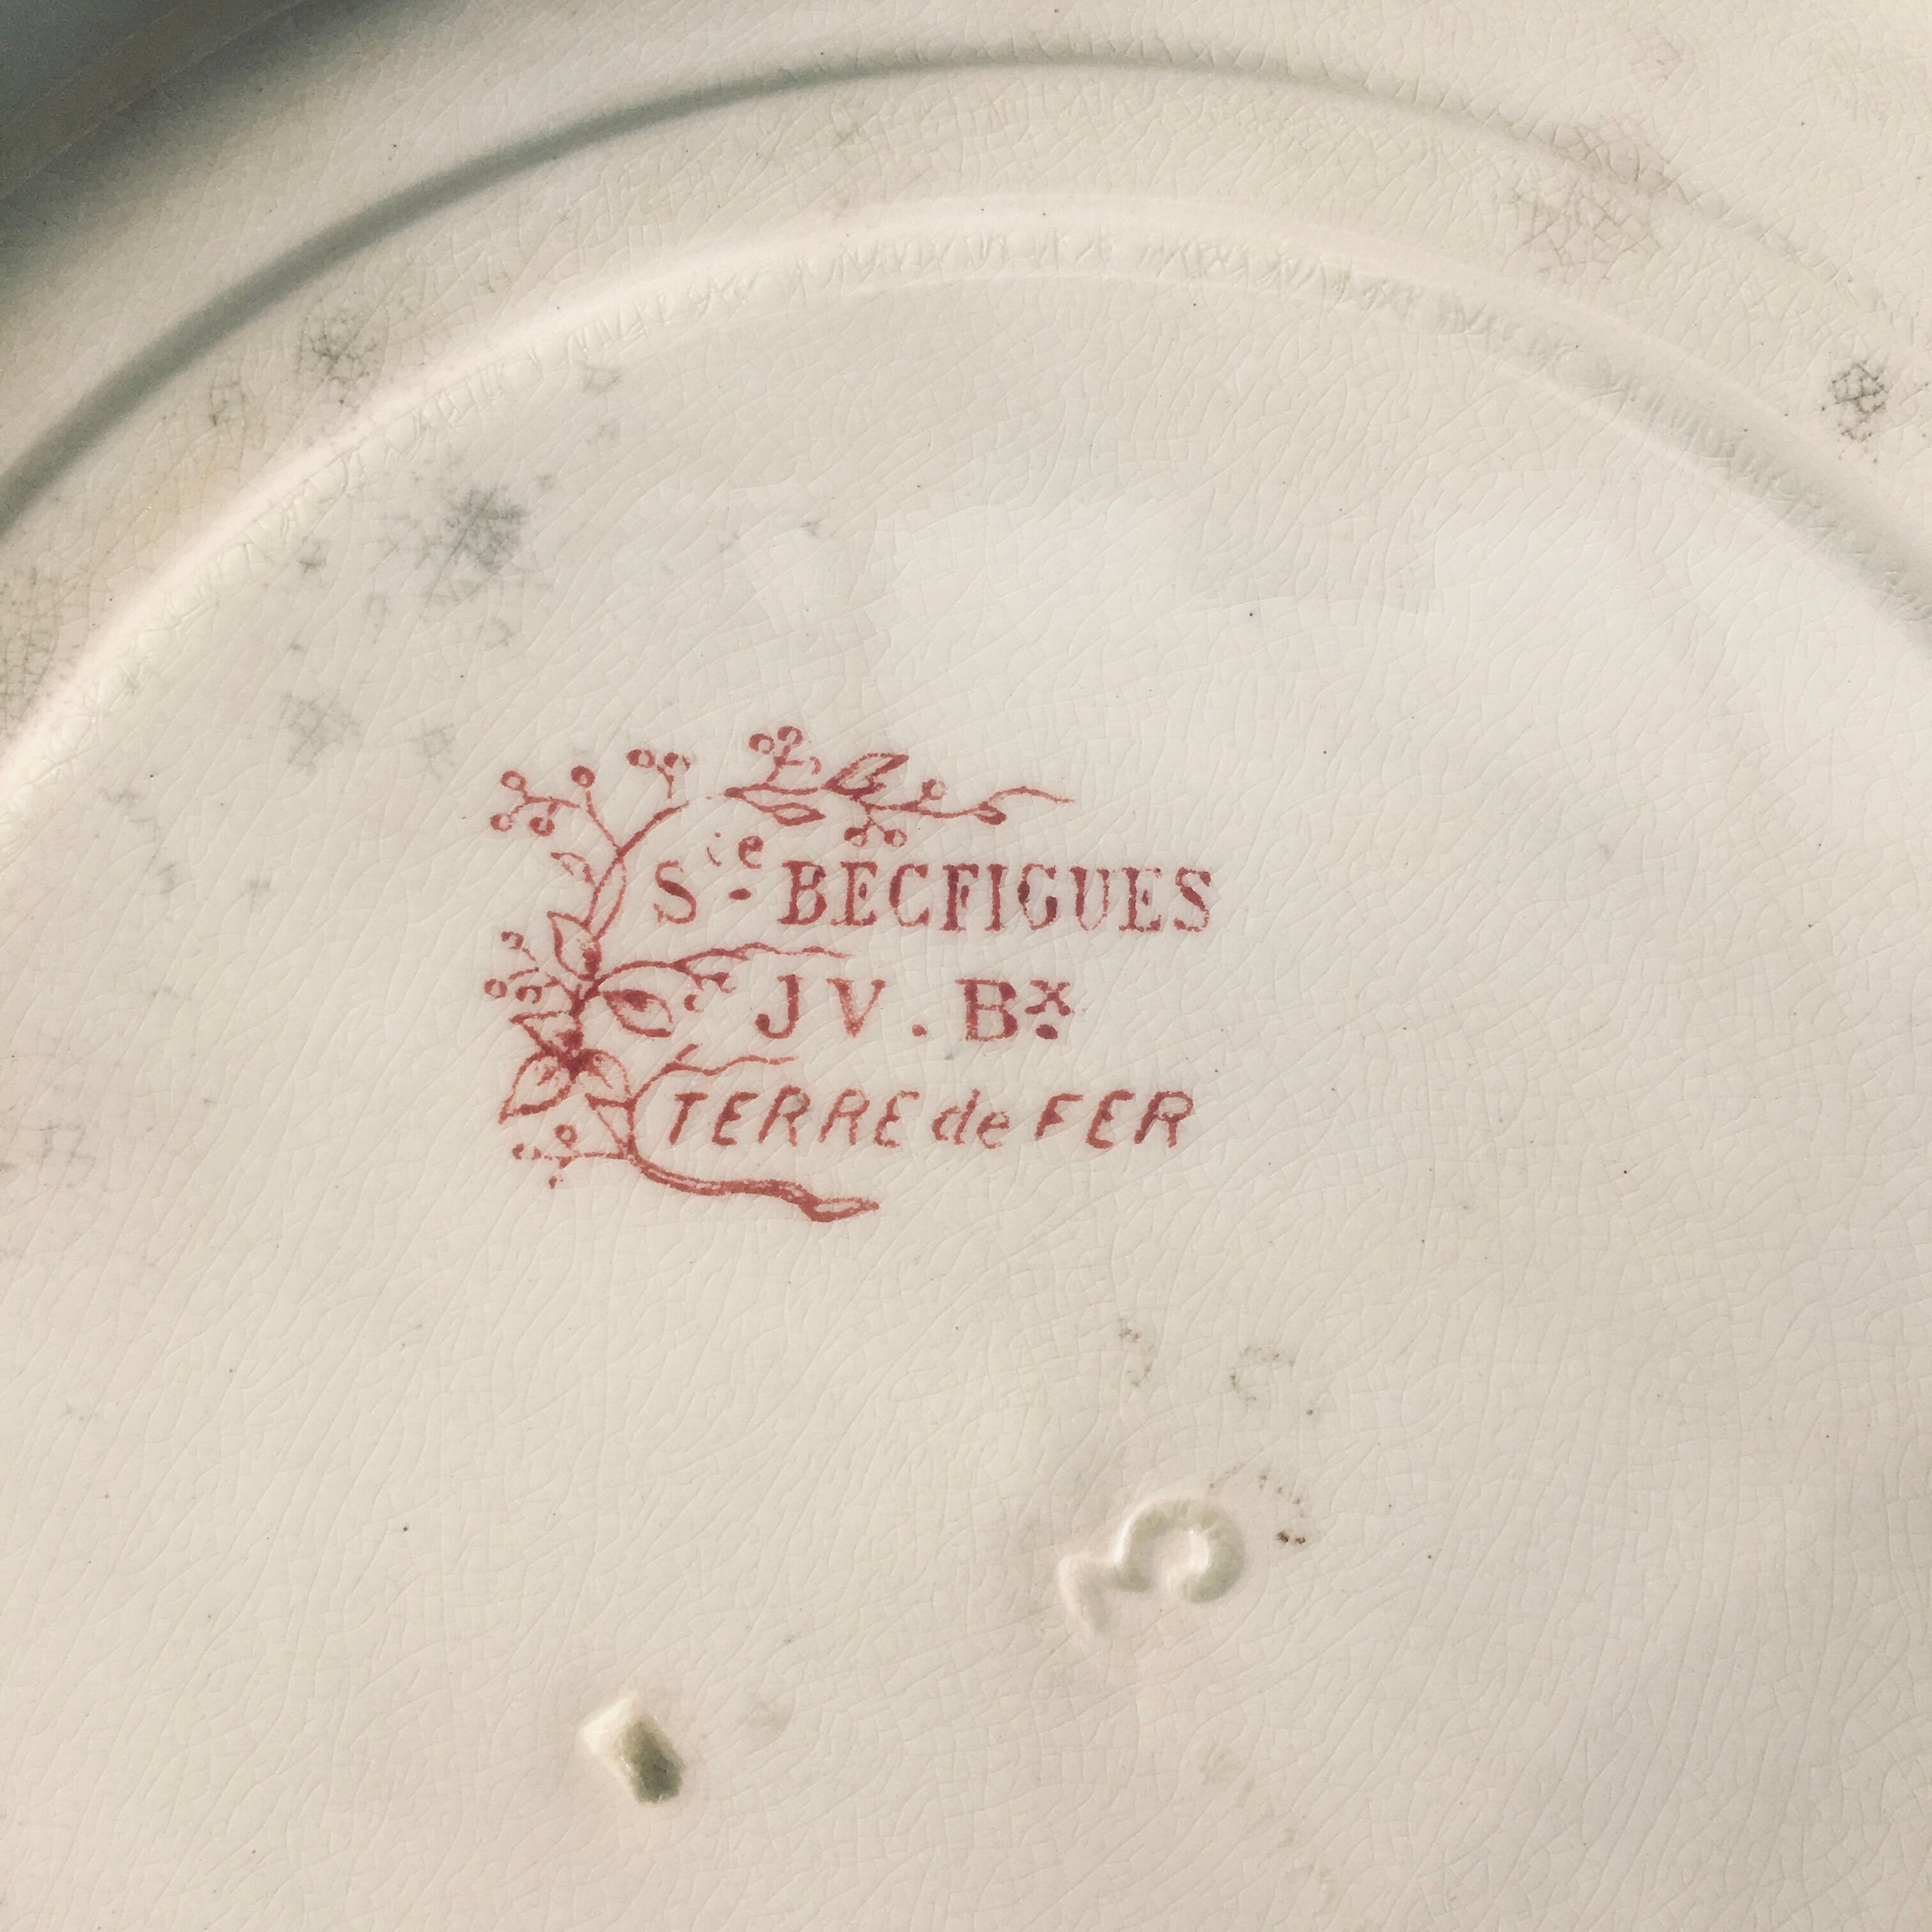 Sie - BECFIGUES
JV. Bx.
TERRE de FER